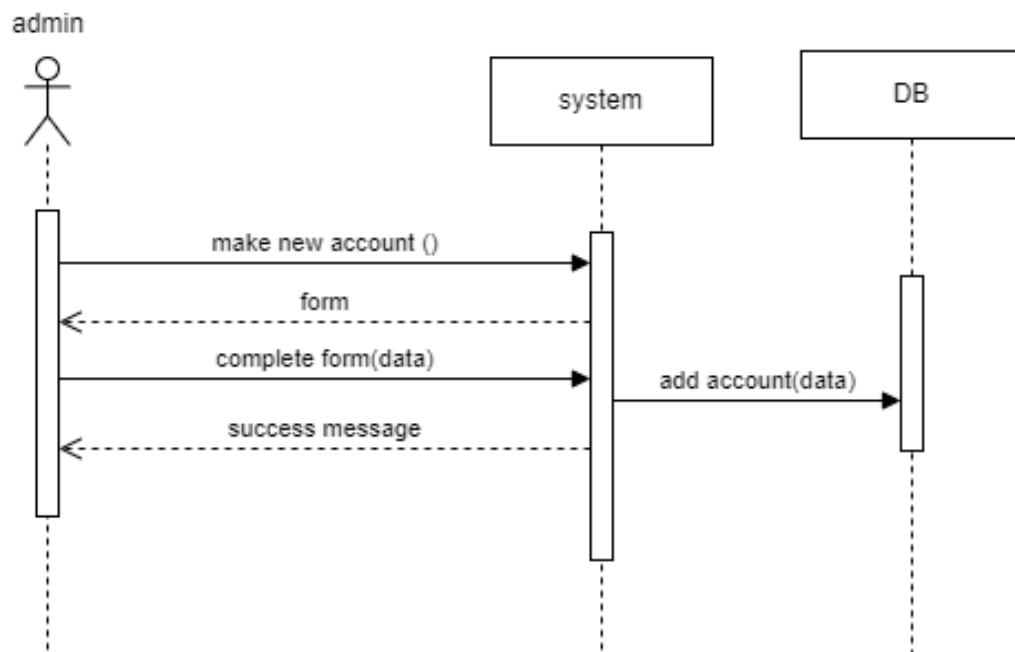 admin
system
DB
make new account ()
form
complete form(data)
add account(data)
success message